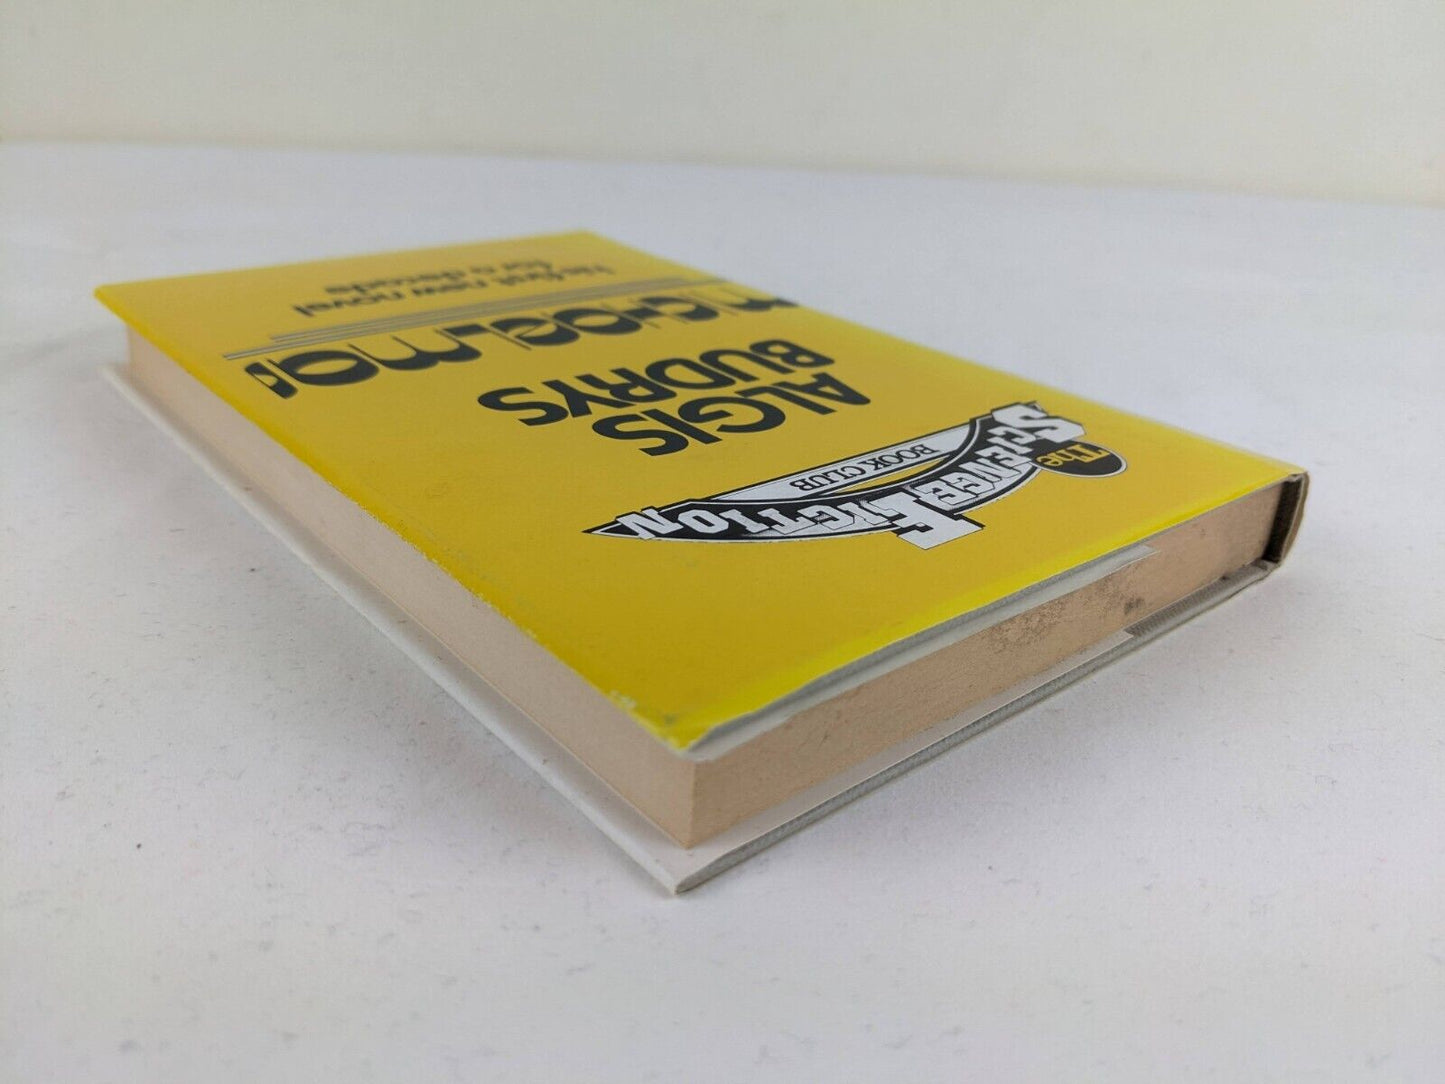 The
SCIENCE FICTION
BOOK CLUB
ALGIS
BUDRYS
michaelmas
his first new novel
for a decade